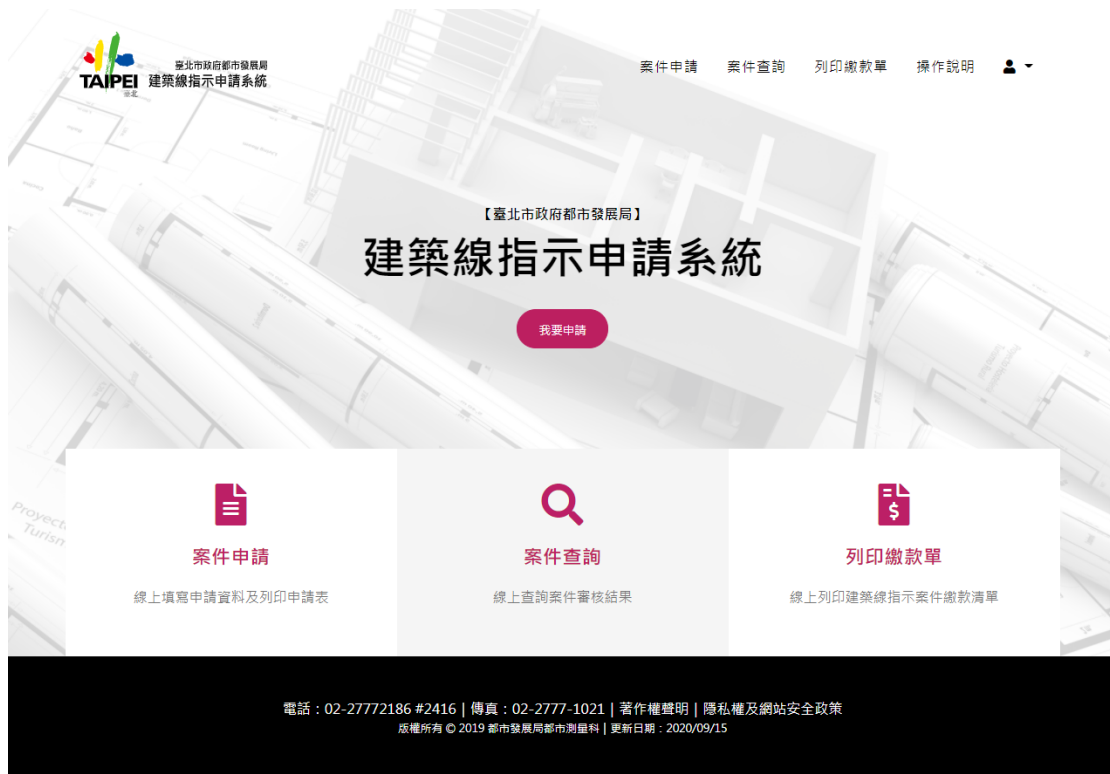 臺北市政府都市發展局
TAIPEI 建築線指示申請系統
臺北
案件申請 案件查詢 列印繳款單 操作說明
【臺北市政府都市發展局】
建築線指示申請系統
我要申請
案件申請
線上填寫申請資料及列印申請表
案件查詢
線上查詢案件審核結果
列印繳款單
線上列印建築線指示案件繳款清單
電話：02-27772186 #2416 | 傳真：02-2777-1021 | 著作權聲明 | 隱私權及網站安全政策
版權所有 © 2019 都市發展局都市測量科 | 更新日期：2020/09/15